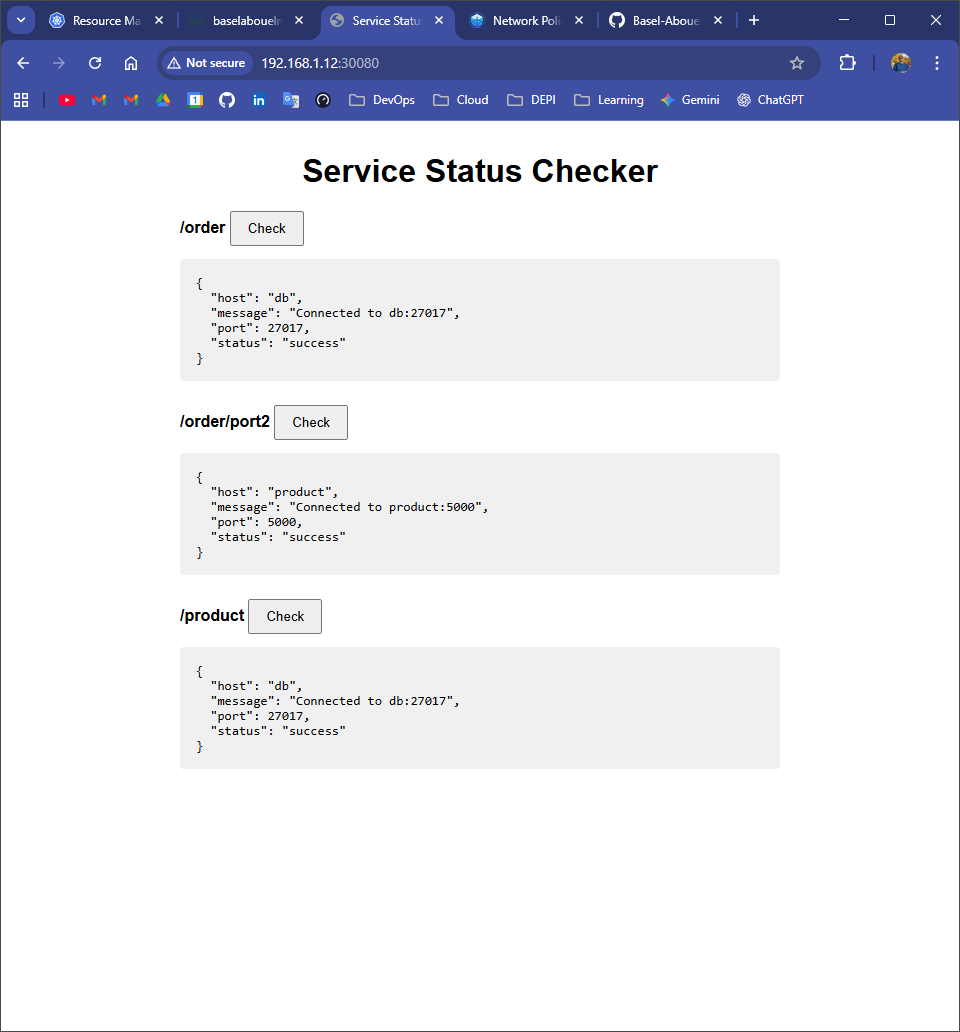 Resource Ma
baselabouelr
Service Statu
Network Poli
Basel-Aboue
Not secure
192.168.1.12:30080
DevOps
Cloud
DEPI
Learning
Gemini
ChatGPT
Service Status Checker
/order Check
{
"host": "db",
"message": "Connected to db:27017",
"port": 27017,
"status": "success"
}
/order/port2 Check
{
"host": "product",
"message": "Connected to product:5000",
"port": 5000,
"status": "success"
}
/product Check
{
"host": "db",
"message": "Connected to db:27017",
"port": 27017,
"status": "success"
}